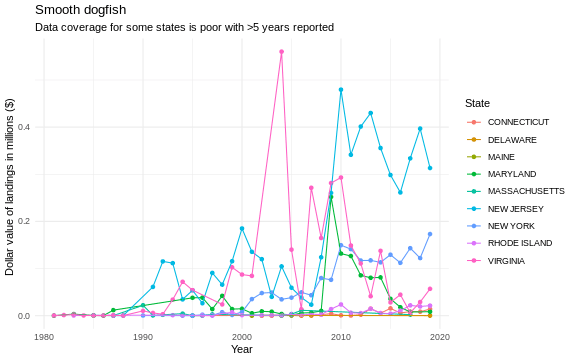 Smooth dogfish
Data coverage for some states is poor with >5 years reported
Dollar value of landings in millions ($)
0.4
0.2
0.0
1980
1990
2000
2010
2020
Year
State
CONNECTICUT
DELAWARE
MAINE
MARYLAND
MASSACHUSETTS
NEW JERSEY
NEW YORK
RHODE ISLAND
VIRGINIA